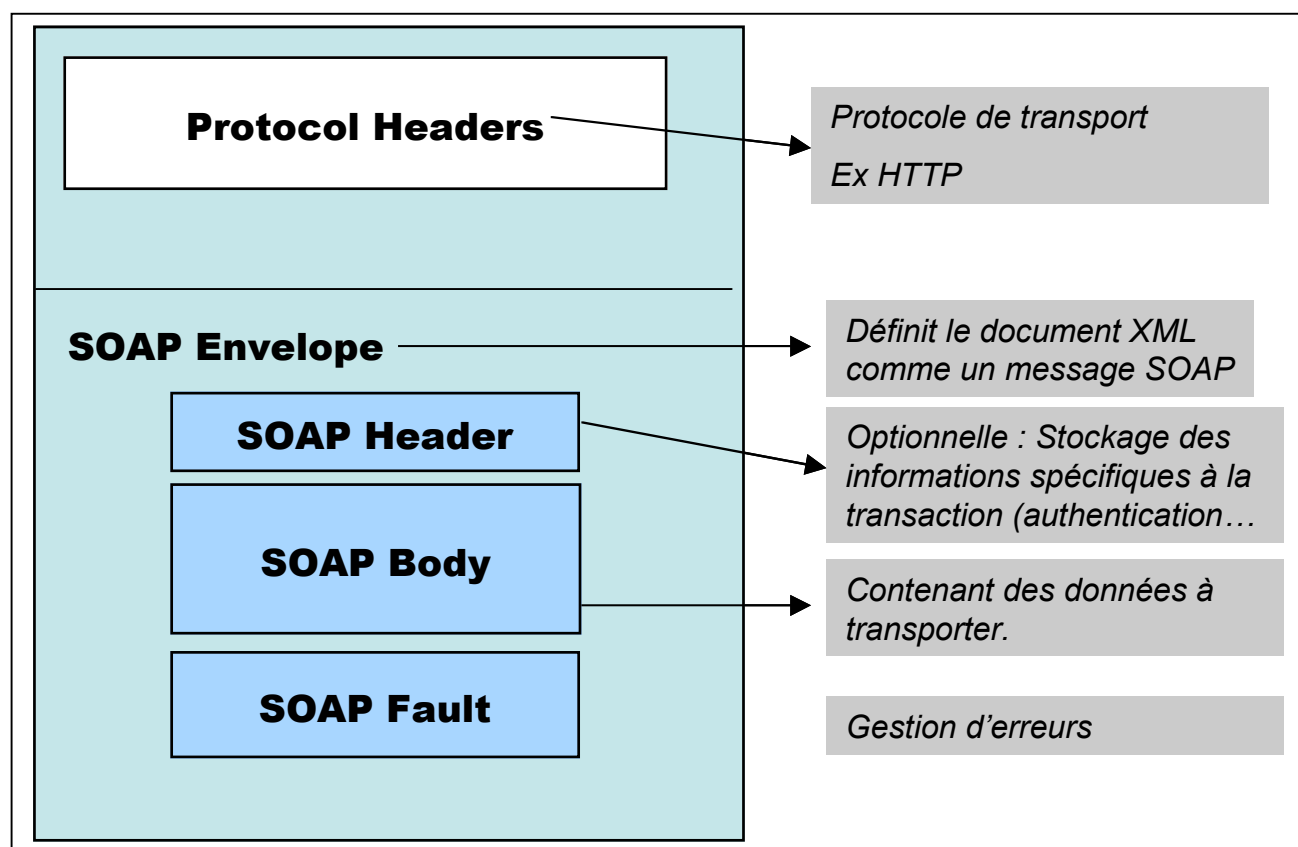 Protocol Headers
Protocole de transport
Ex HTTP
SOAP Envelope
Définit le document XML
comme un message SOAP
SOAP Header
Optionnelle : Stockage des
informations spécifiques à la
transaction (authentication…
SOAP Body
Contenant des données à
transporter.
SOAP Fault
Gestion d’erreurs